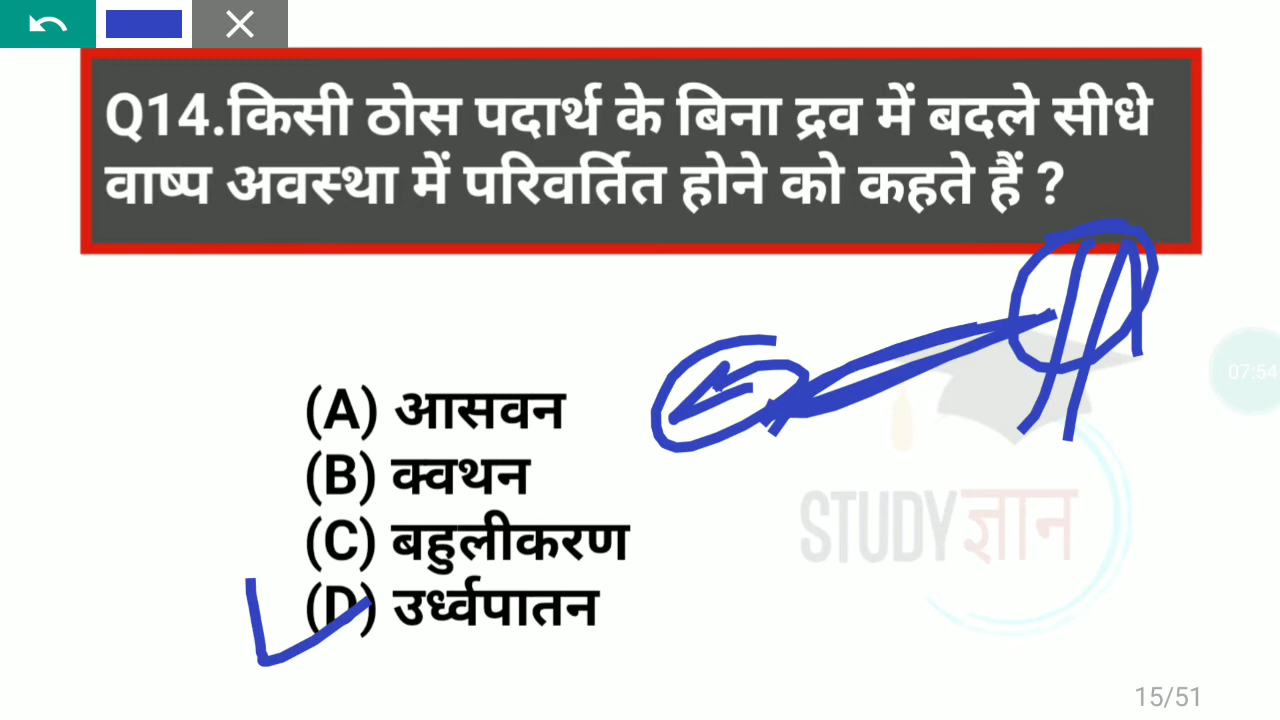 Q14.किसी ठोस पदार्थ के बिना द्रव में बदले सीधे
वाष्प अवस्था में परिवर्तित होने को कहते हैं ?
(A) आसवन
(B) क्वथन
(C) बहुलीकरण
(D) उर्ध्वपातन
07:54
STUDYज्ञान
15/51